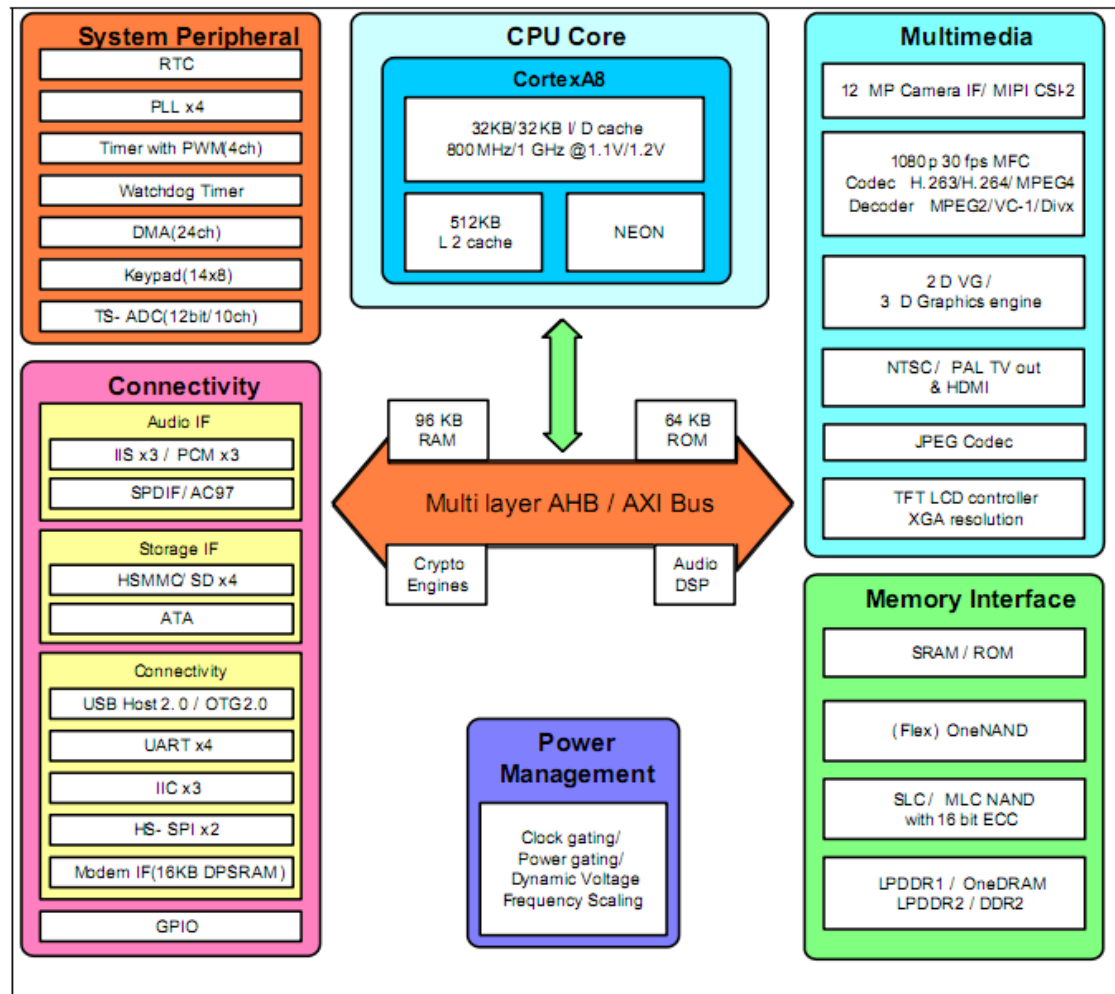 System Peripheral
RTC
PLL x4
Timer with PWM(4ch)
Watchdog Timer
DMA(24ch)
Keypad(14x8)
TS- ADC(12bit/10ch)
CPU Core
CortexA8
32KB/32KB I/ D cache
800MHz/1 GHz @1.1V/1.2V
512KB
L 2 cache
NEON
Multimedia
12 MP Camera IF/ MIPI CSI-2
1080p 30 fps MFC
Codec H.263/H.264/ MPEG4
Decoder MPEG2/VC-1/Divx
2 D VG /
3 D Graphics engine
NTSC/ PAL TV out
& HDMI
JPEG Codec
TFT LCD controller
XGA resolution
Connectivity
Audio IF
IIS x3 / PCM x3
SPDIF/ AC97
Storage IF
HSMMC/ SD x4
ATA
Connectivity
USB Host 2. 0 / OTG 2.0
UART x4
IIC x3
HS- SPI x2
Modem IF(16KB DPSRAM)
GPIO
96 KB
RAM
64 KB
ROM
Multi layer AHB / AXI Bus
Crypto
Engines
Audio
DSP
Power
Management
Clock gating/
Power gating/
Dynamic Voltage
Frequency Scaling
Memory Interface
SRAM / ROM
(Flex) OneNAND
SLC / MLC NAND
with 16 bit ECC
LPDDR1 / OneDRAM
LPDDR2 / DDR2